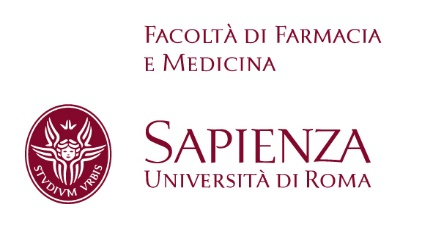 FACOLTÀ DI FARMACIA
E MEDICINA
SAPIENZA
UNIVERSITÀ DI ROMA
STVDIVM VRBIS